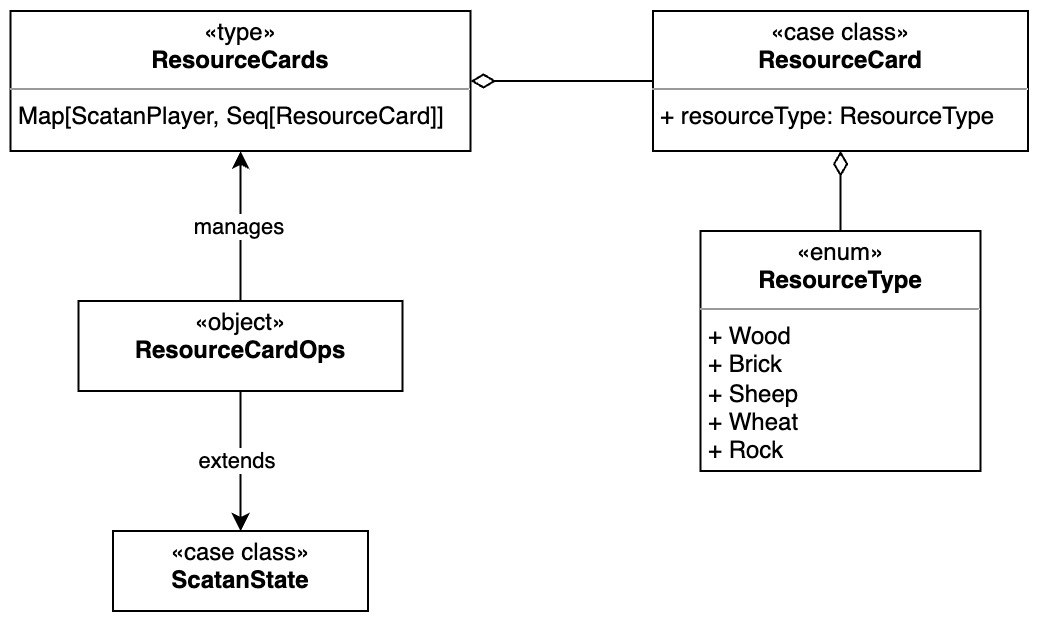 «type»
ResourceCards
Map[ScatanPlayer, Seq[ResourceCard]]
«case class»
ResourceCard
+ resourceType: ResourceType
manages
«enum»
ResourceType
+ Wood
+ Brick
+ Sheep
+ Wheat
+ Rock
«object»
ResourceCardOps
extends
«case class»
ScatanState